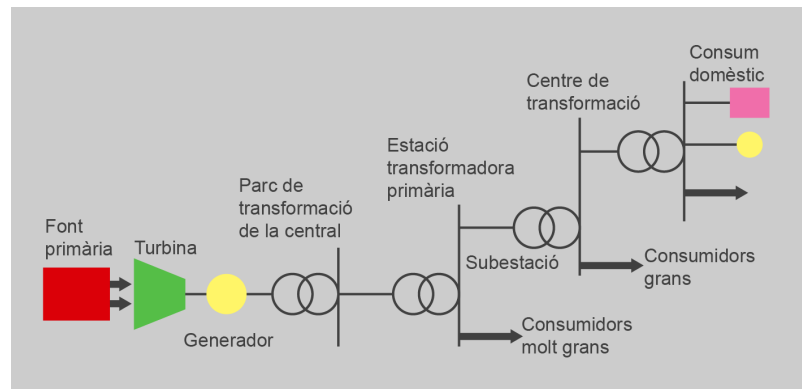 Font
primària
Turbina
Generador
Parc de
transformació
de la central
Estació
transformadora
primària
Consumidors
molt grans
Subestació
Centre de
transformació
Consumidors
grans
Consum
domèstic